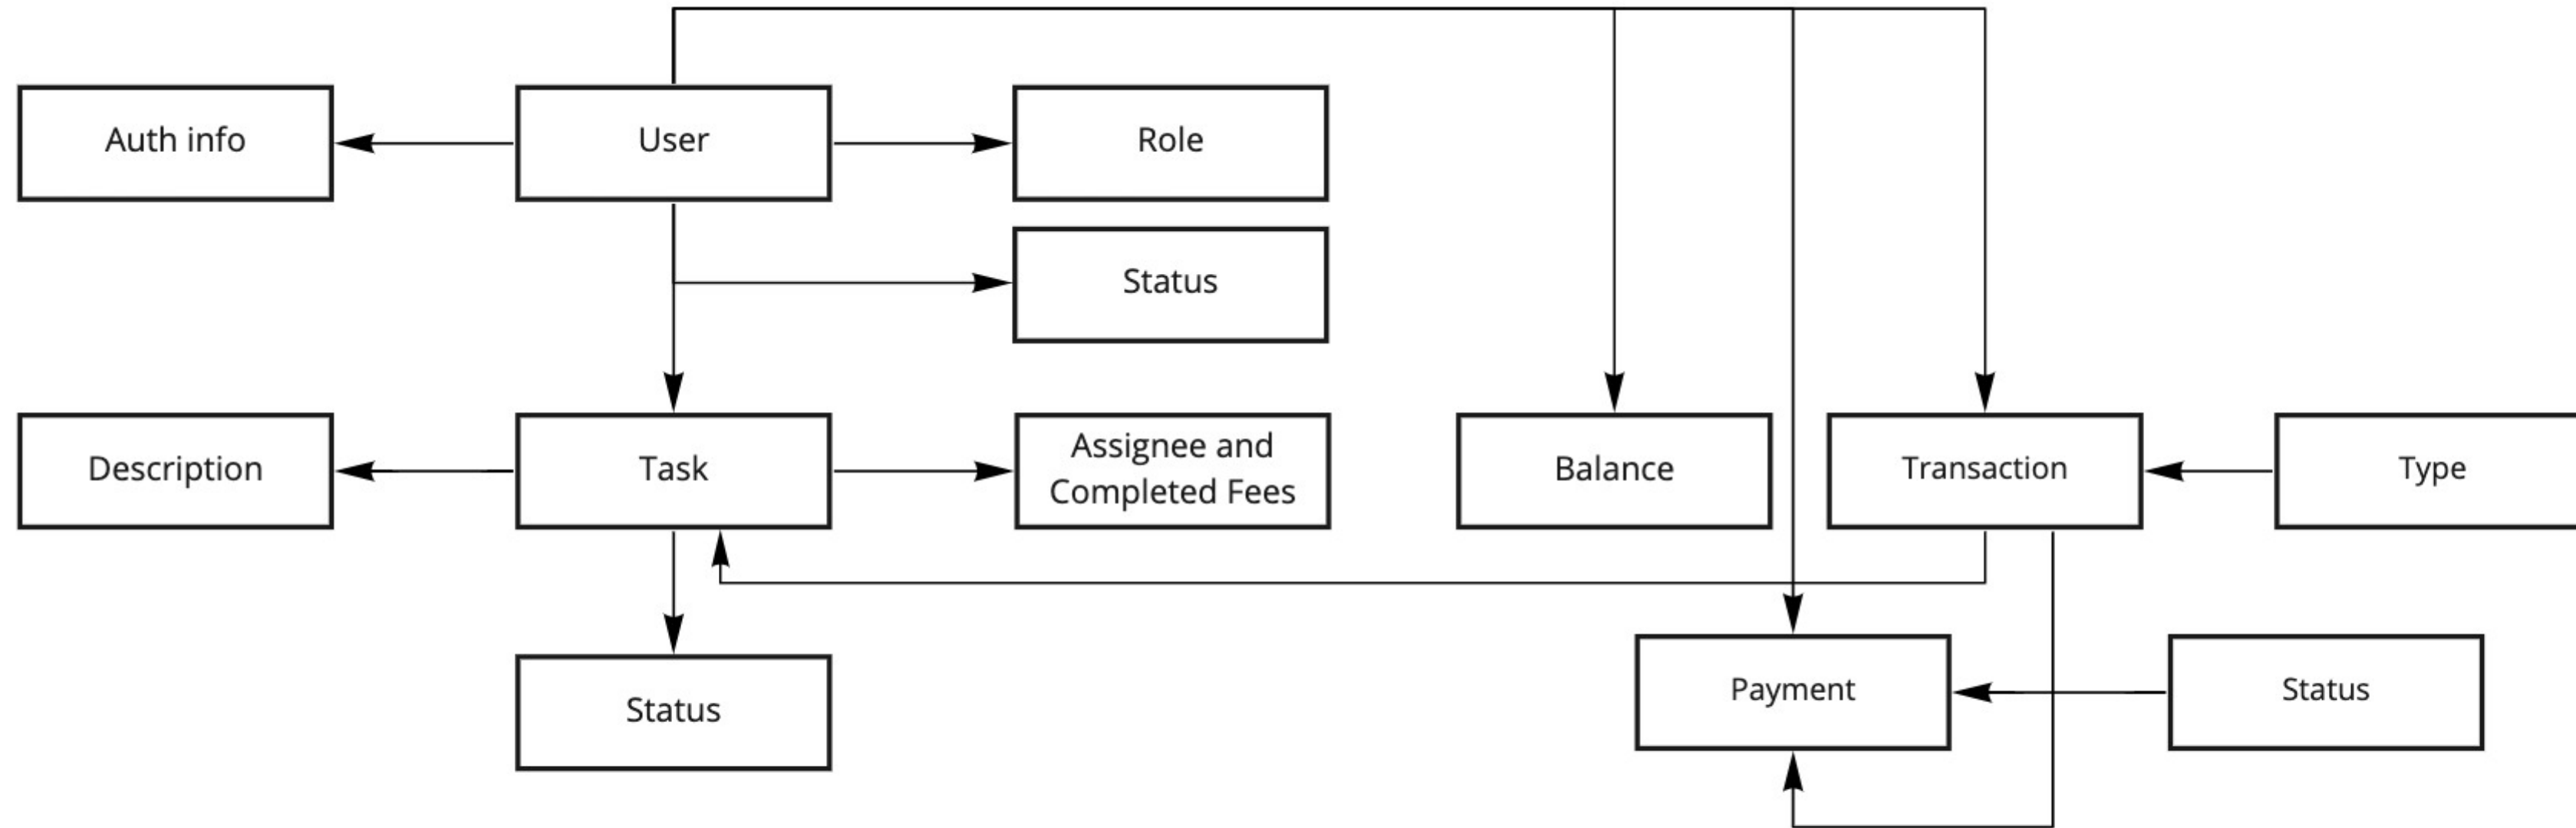 Auth info
User
Role
Status
Description
Task
Assignee and
Completed Fees
Balance
Transaction
Type
Status
Payment
Status